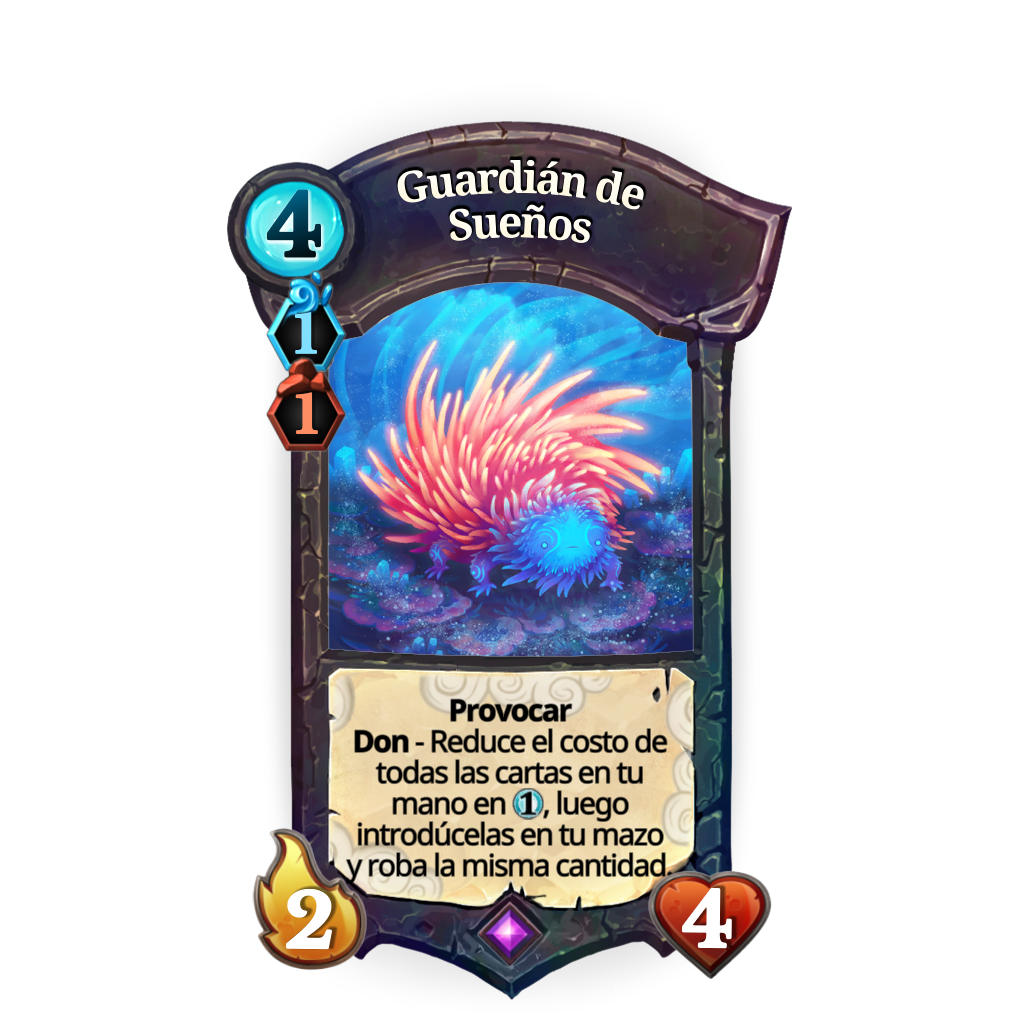 Guardián de
Sueños
4
1
1
Provocar
Don - Reduce el costo de
todas las cartas en tu
mano en 1, luego
introdúcelas en tu mazo
y roba la misma cantidad.
2
4